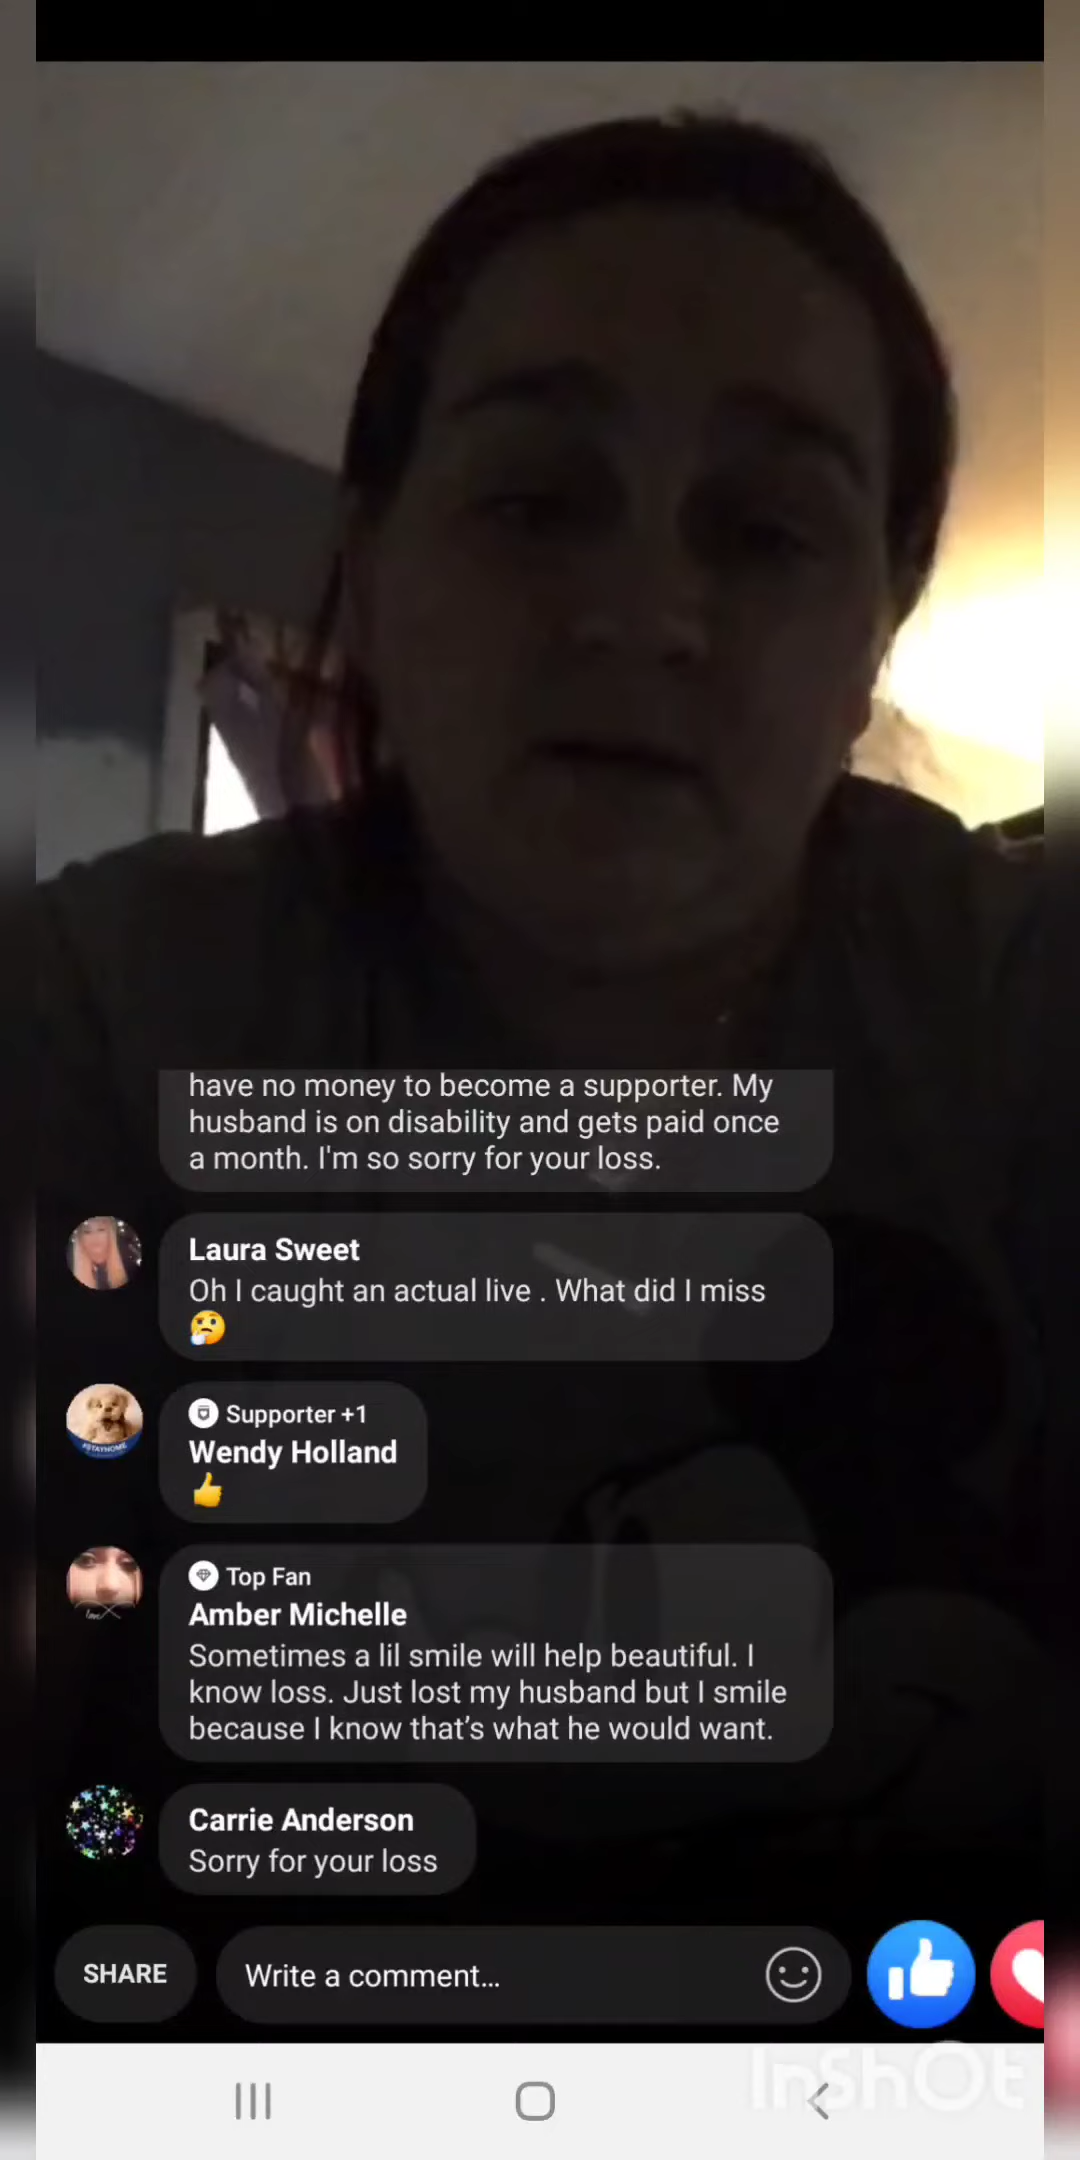 have no money to become a supporter. My
husband is on disability and gets paid once
a month. I'm so sorry for your loss.
Laura Sweet
Oh I caught an actual live . What did I miss
🤔
Supporter +1
Wendy Holland
👍
Top Fan
Amber Michelle
Sometimes a lil smile will help beautiful. I
know loss. Just lost my husband but I smile
because I know that’s what he would want.
Carrie Anderson
Sorry for your loss
SHARE
Write a comment...
InShOt
#STAYHOME
love